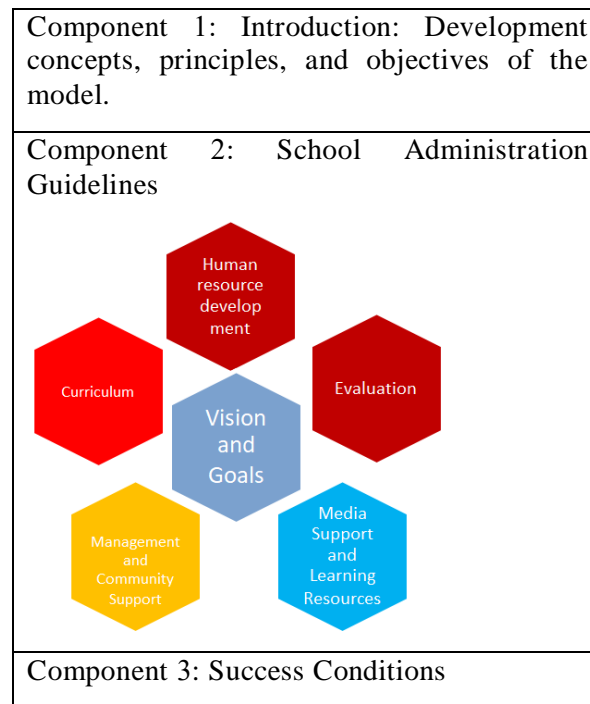 Component 1: Introduction: Development
concepts, principles, and objectives of the
model.
Component 2: School Administration
Guidelines
Human
resource
develop
ment
Curriculum
Evaluation
Vision
and
Goals
Management
and
Community
Support
Media
Support
and
Learning
Resources
Component 3: Success Conditions